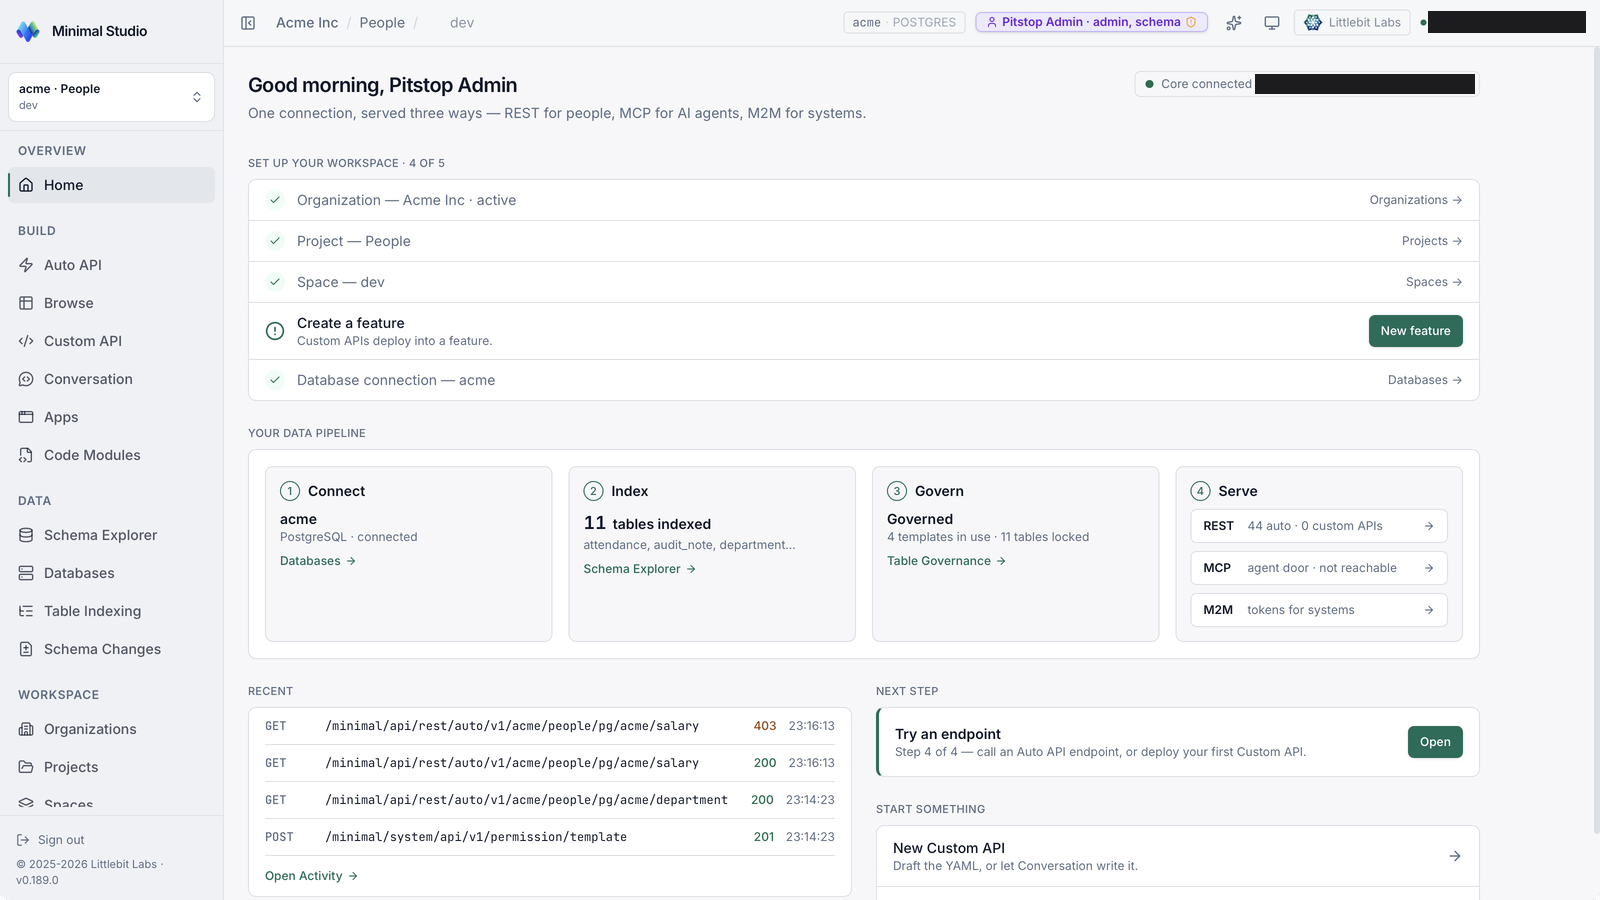 Minimal Studio
acme · People
dev
OVERVIEW
Home
BUILD
Auto API
Browse
Custom API
Conversation
Apps
Code Modules
DATA
Schema Explorer
Databases
Table Indexing
Schema Changes
WORKSPACE
Organizations
Projects
Spaces
Sign out
© 2025-2026 Littlebit Labs ·
v0.189.0
Acme Inc / People / dev
acme · POSTGRES
Pitstop Admin · admin, schema
Littlebit Labs
Good morning, Pitstop Admin
One connection, served three ways — REST for people, MCP for AI agents, M2M for systems.
Core connected
SET UP YOUR WORKSPACE · 4 OF 5
Organization — Acme Inc · active
Organizations →
Project — People
Projects →
Space — dev
Spaces →
Create a feature
Custom APIs deploy into a feature.
New feature
Database connection — acme
Databases →
YOUR DATA PIPELINE
1 Connect
acme
PostgreSQL · connected
Databases →
2 Index
11 tables indexed
attendance, audit_note, department...
Schema Explorer →
3 Govern
Governed
4 templates in use · 11 tables locked
Table Governance →
4 Serve
REST 44 auto · 0 custom APIs →
MCP agent door · not reachable →
M2M tokens for systems →
RECENT
GET /minimal/api/rest/auto/v1/acme/people/pg/acme/salary 403 23:16:13
GET /minimal/api/rest/auto/v1/acme/people/pg/acme/salary 200 23:16:13
GET /minimal/api/rest/auto/v1/acme/people/pg/acme/department 200 23:14:23
POST /minimal/system/api/v1/permission/template 201 23:14:23
Open Activity →
NEXT STEP
Try an endpoint
Step 4 of 4 — call an Auto API endpoint, or deploy your first Custom API.
Open
START SOMETHING
New Custom API
Draft the YAML, or let Conversation write it.
→